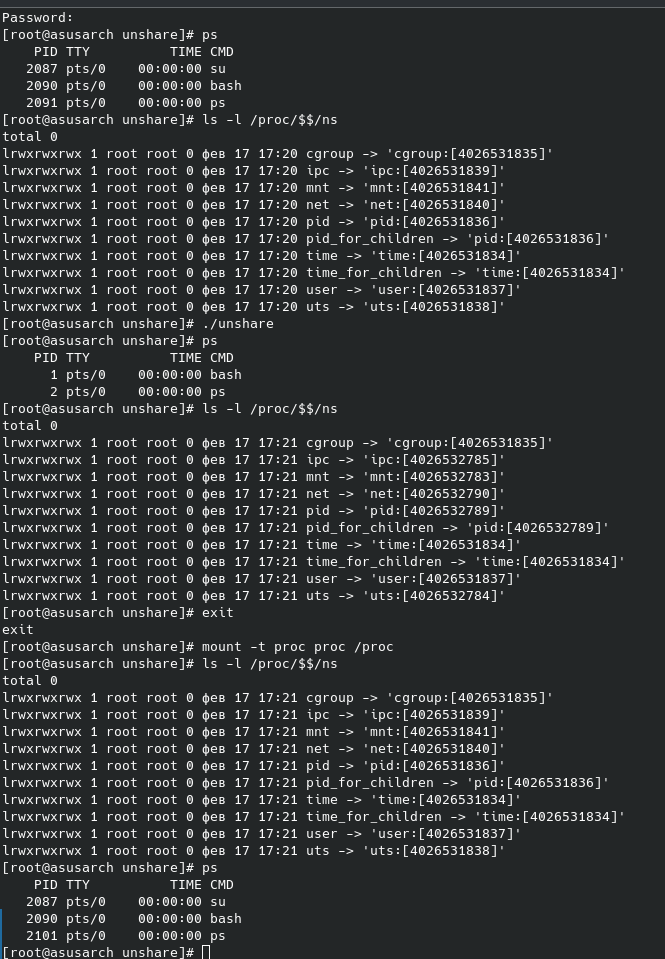 Password:
[root@asusarch unshare]# ps
    PID TTY          TIME CMD
   2087 pts/0    00:00:00 su
   2090 pts/0    00:00:00 bash
   2091 pts/0    00:00:00 ps
[root@asusarch unshare]# ls -l /proc/$$/ns
total 0
lrwxrwxrwx 1 root root 0 фев 17 17:20 cgroup -> 'cgroup:[4026531835]'
lrwxrwxrwx 1 root root 0 фев 17 17:20 ipc -> 'ipc:[4026531839]'
lrwxrwxrwx 1 root root 0 фев 17 17:20 mnt -> 'mnt:[4026531841]'
lrwxrwxrwx 1 root root 0 фев 17 17:20 net -> 'net:[4026531840]'
lrwxrwxrwx 1 root root 0 фев 17 17:20 pid -> 'pid:[4026531836]'
lrwxrwxrwx 1 root root 0 фев 17 17:20 pid_for_children -> 'pid:[4026531836]'
lrwxrwxrwx 1 root root 0 фев 17 17:20 time -> 'time:[4026531834]'
lrwxrwxrwx 1 root root 0 фев 17 17:20 time_for_children -> 'time:[4026531834]'
lrwxrwxrwx 1 root root 0 фев 17 17:20 user -> 'user:[4026531837]'
lrwxrwxrwx 1 root root 0 фев 17 17:20 uts -> 'uts:[4026531838]'
[root@asusarch unshare]# ./unshare
[root@asusarch unshare]# ps
    PID TTY          TIME CMD
      1 pts/0    00:00:00 bash
      2 pts/0    00:00:00 ps
[root@asusarch unshare]# ls -l /proc/$$/ns
total 0
lrwxrwxrwx 1 root root 0 фев 17 17:21 cgroup -> 'cgroup:[4026531835]'
lrwxrwxrwx 1 root root 0 фев 17 17:21 ipc -> 'ipc:[4026532785]'
lrwxrwxrwx 1 root root 0 фев 17 17:21 mnt -> 'mnt:[4026532783]'
lrwxrwxrwx 1 root root 0 фев 17 17:21 net -> 'net:[4026532790]'
lrwxrwxrwx 1 root root 0 фев 17 17:21 pid -> 'pid:[4026532789]'
lrwxrwxrwx 1 root root 0 фев 17 17:21 pid_for_children -> 'pid:[4026532789]'
lrwxrwxrwx 1 root root 0 фев 17 17:21 time -> 'time:[4026531834]'
lrwxrwxrwx 1 root root 0 фев 17 17:21 time_for_children -> 'time:[4026531834]'
lrwxrwxrwx 1 root root 0 фев 17 17:21 user -> 'user:[4026531837]'
lrwxrwxrwx 1 root root 0 фев 17 17:21 uts -> 'uts:[4026532784]'
[root@asusarch unshare]# exit
exit
[root@asusarch unshare]# mount -t proc proc /proc
[root@asusarch unshare]# ls -l /proc/$$/ns
total 0
lrwxrwxrwx 1 root root 0 фев 17 17:21 cgroup -> 'cgroup:[4026531835]'
lrwxrwxrwx 1 root root 0 фев 17 17:21 ipc -> 'ipc:[4026531839]'
lrwxrwxrwx 1 root root 0 фев 17 17:21 mnt -> 'mnt:[4026531841]'
lrwxrwxrwx 1 root root 0 фев 17 17:21 net -> 'net:[4026531840]'
lrwxrwxrwx 1 root root 0 фев 17 17:21 pid -> 'pid:[4026531836]'
lrwxrwxrwx 1 root root 0 фев 17 17:21 pid_for_children -> 'pid:[4026531836]'
lrwxrwxrwx 1 root root 0 фев 17 17:21 time -> 'time:[4026531834]'
lrwxrwxrwx 1 root root 0 фев 17 17:21 time_for_children -> 'time:[4026531834]'
lrwxrwxrwx 1 root root 0 фев 17 17:21 user -> 'user:[4026531837]'
lrwxrwxrwx 1 root root 0 фев 17 17:21 uts -> 'uts:[4026531838]'
[root@asusarch unshare]# ps
    PID TTY          TIME CMD
   2087 pts/0    00:00:00 su
   2090 pts/0    00:00:00 bash
   2101 pts/0    00:00:00 ps
[root@asusarch unshare]#